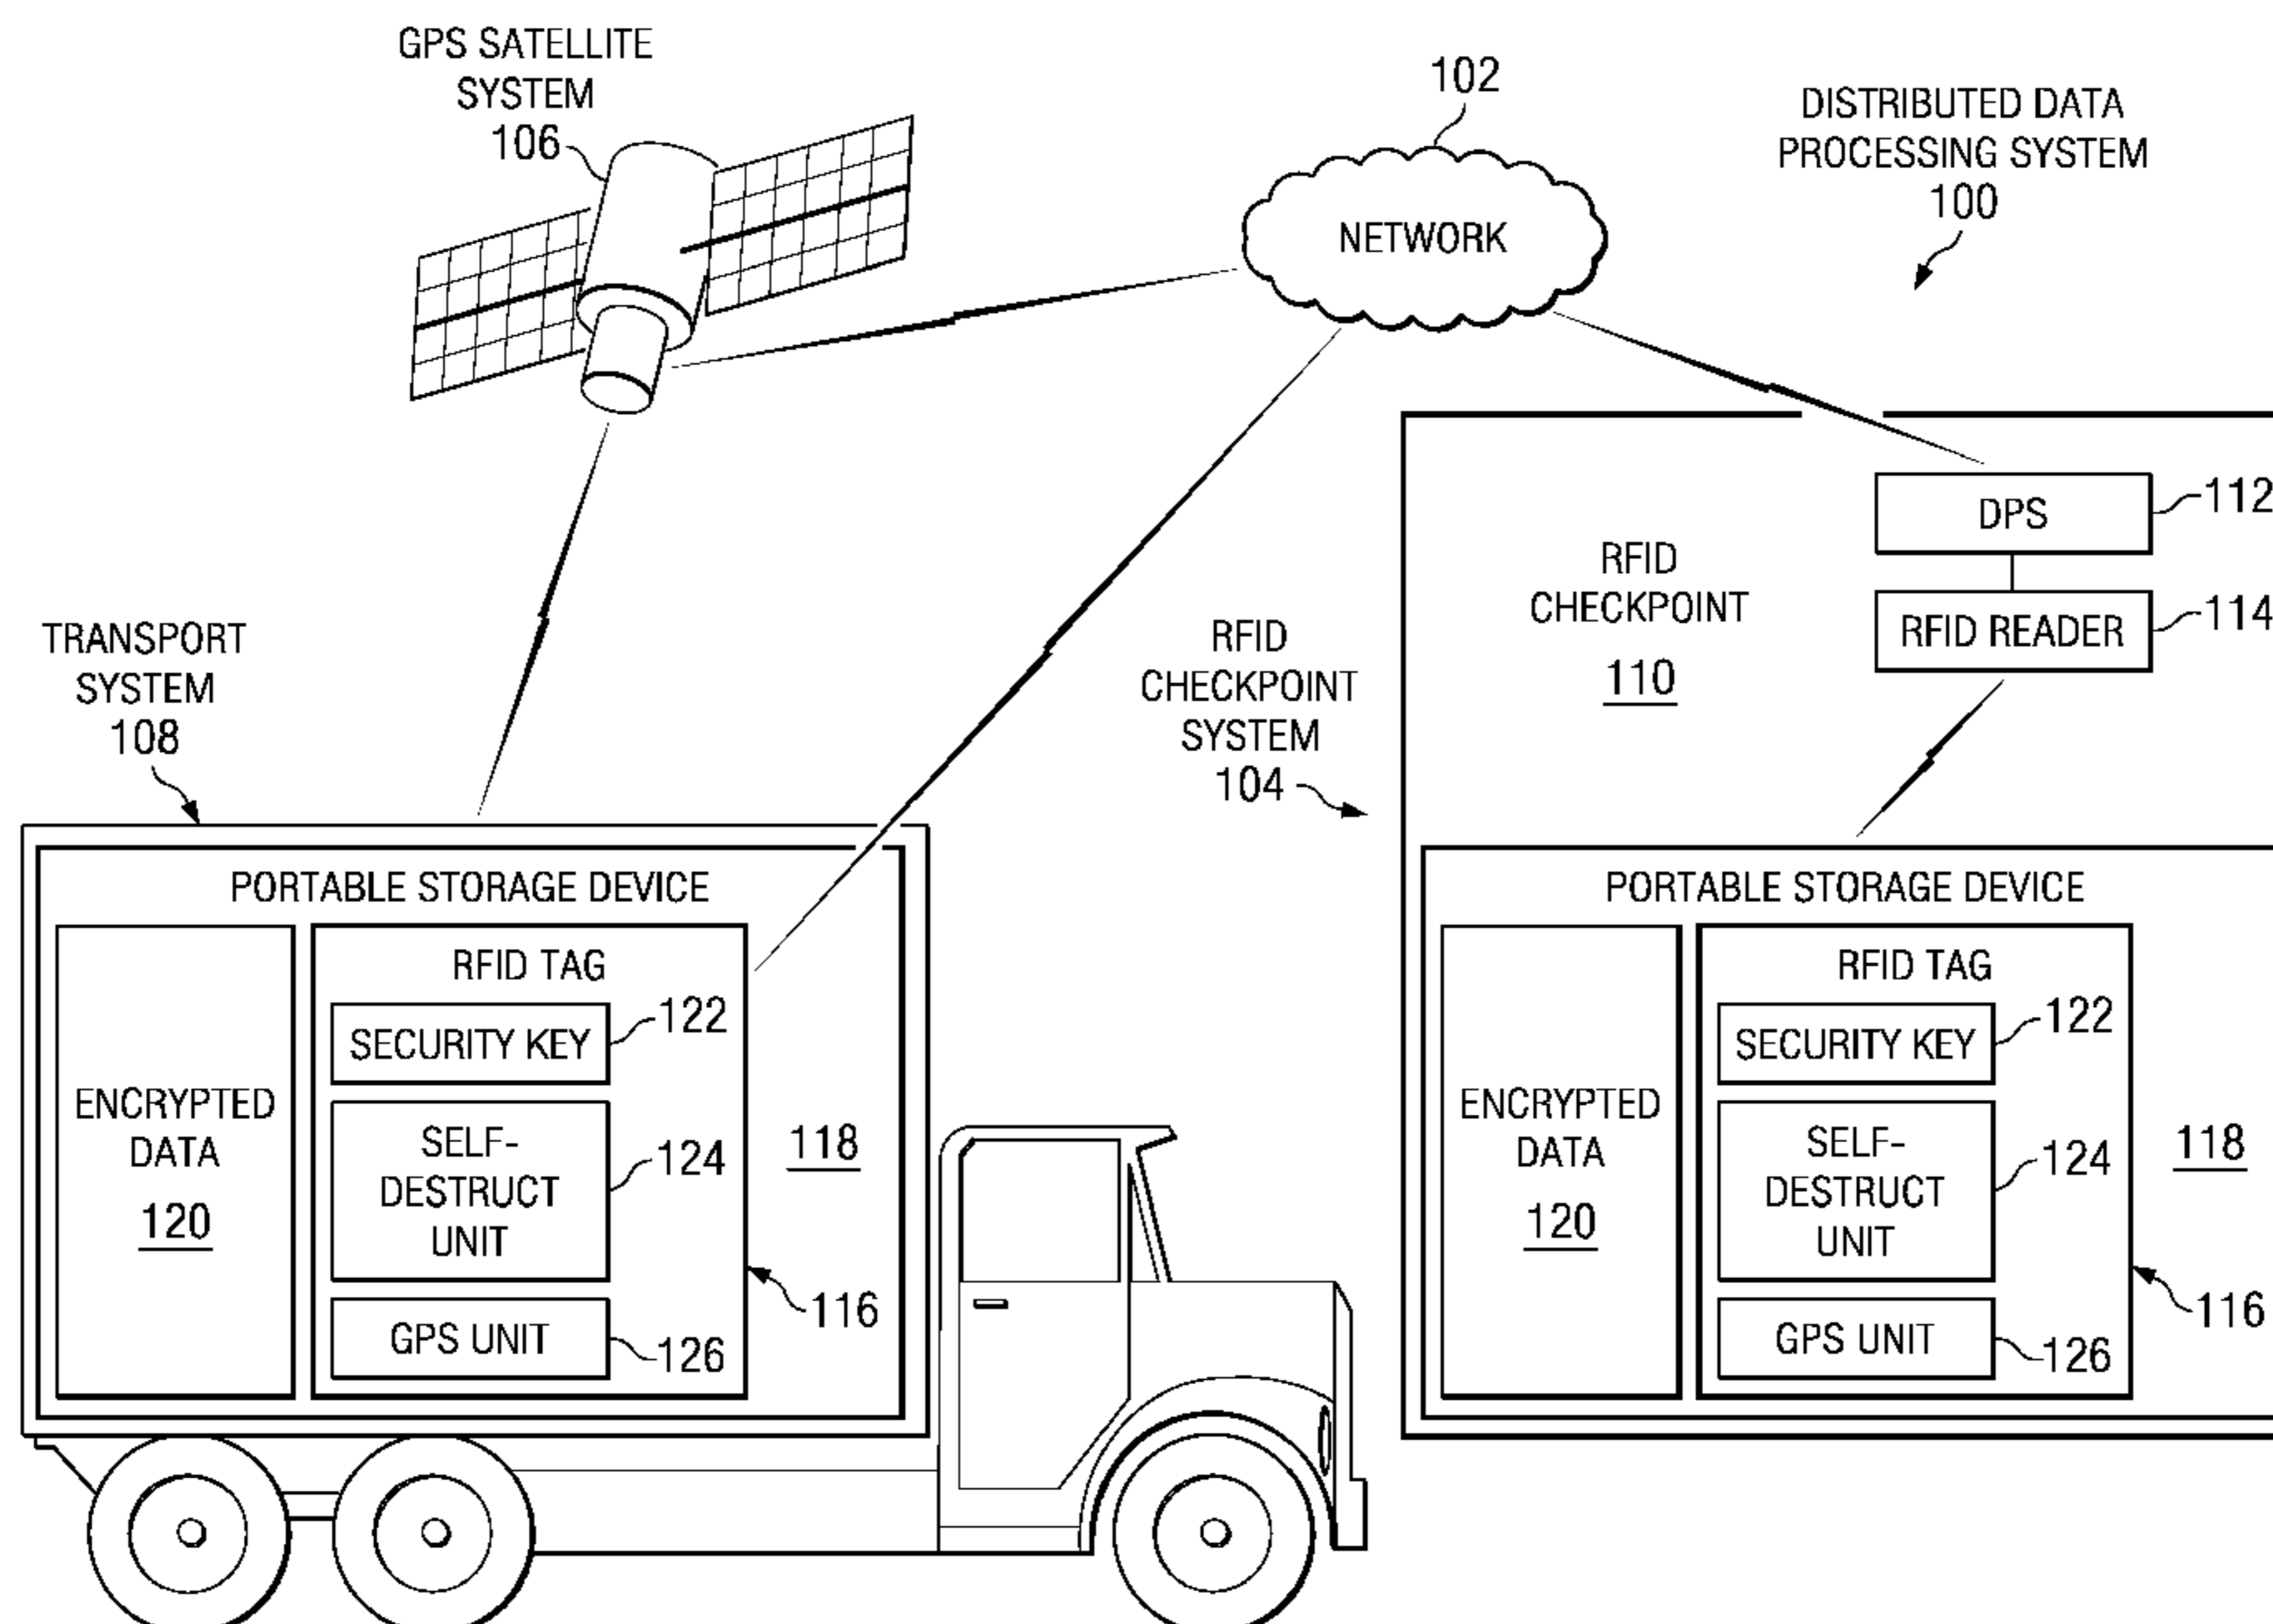 GPS SATELLITE
SYSTEM
106
102
NETWORK
DISTRIBUTED DATA
PROCESSING SYSTEM
100
TRANSPORT
SYSTEM
108
RFID
CHECKPOINT
SYSTEM
104
RFID
CHECKPOINT
110
DPS
112
RFID READER
114
PORTABLE STORAGE DEVICE
ENCRYPTED
DATA
120
RFID TAG
SECURITY KEY
122
SELF-
DESTRUCT
UNIT
124
GPS UNIT
126
118
116
PORTABLE STORAGE DEVICE
ENCRYPTED
DATA
120
RFID TAG
SECURITY KEY
122
SELF-
DESTRUCT
UNIT
124
GPS UNIT
126
118
116